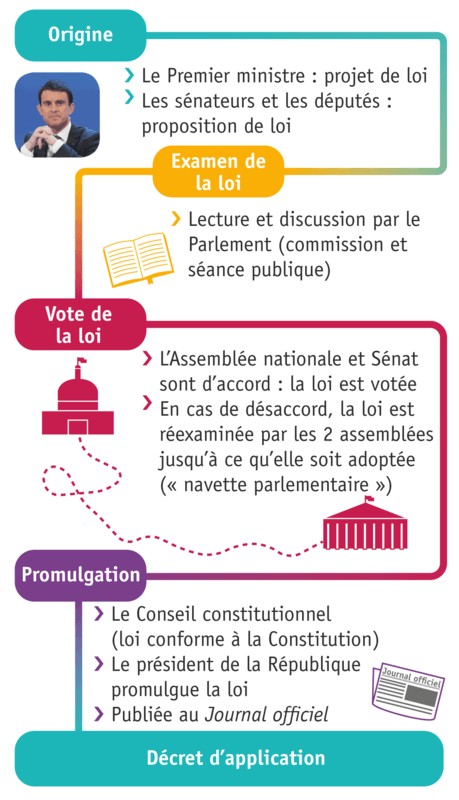 Origine
Le Premier ministre : projet de loi
Les sénateurs et les députés :
proposition de loi
Examen de
la loi
Lecture et discussion par le
Parlement (commission et
séance publique)
Vote de
la loi
L’Assemblée nationale et Sénat
sont d’accord : la loi est votée
En cas de désaccord, la loi est
réexaminée par les 2 assemblées
jusqu’à ce qu’elle soit adoptée
(« navette parlementaire »)
Promulgation
Le Conseil constitutionnel
(loi conforme à la Constitution)
Le président de la République
promulgue la loi
Publiée au Journal officiel
Journal officiel
Décret d’application